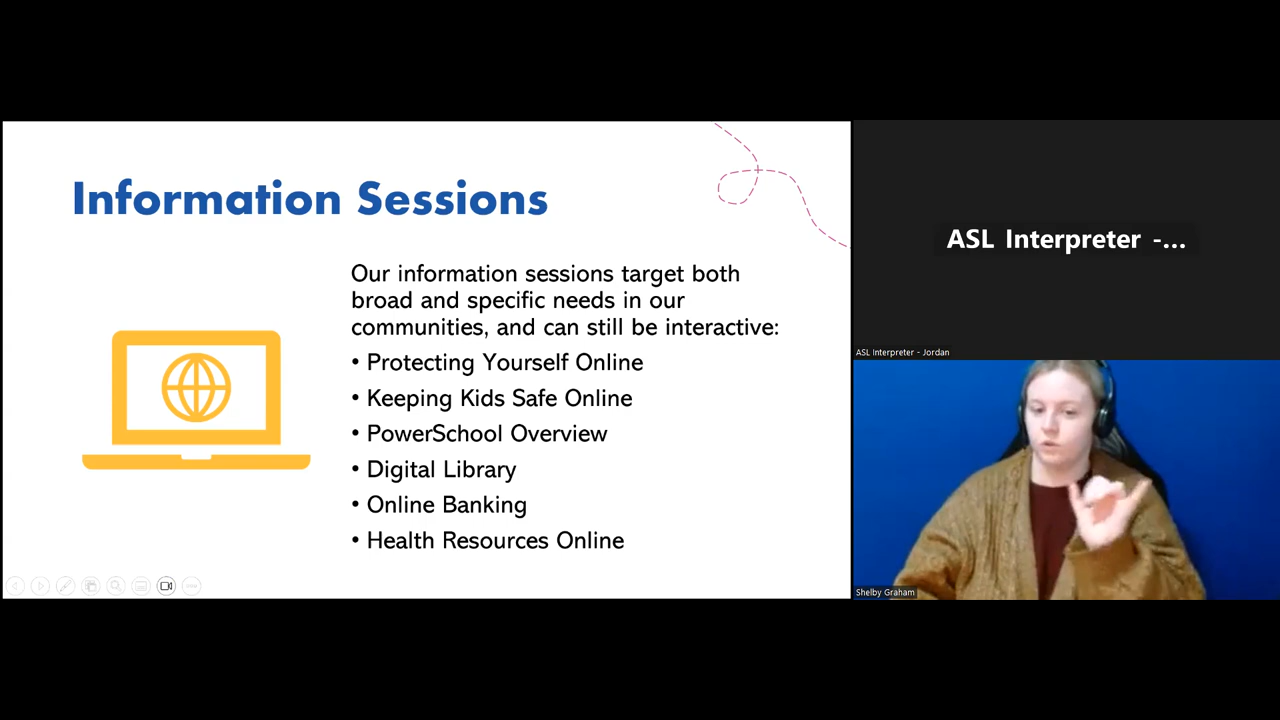 Information Sessions
Our information sessions target both
broad and specific needs in our
communities, and can still be interactive:
• Protecting Yourself Online
• Keeping Kids Safe Online
• PowerSchool Overview
• Digital Library
• Online Banking
• Health Resources Online
ASL Interpreter -...
ASL Interpreter - Jordan
Shelby Graham